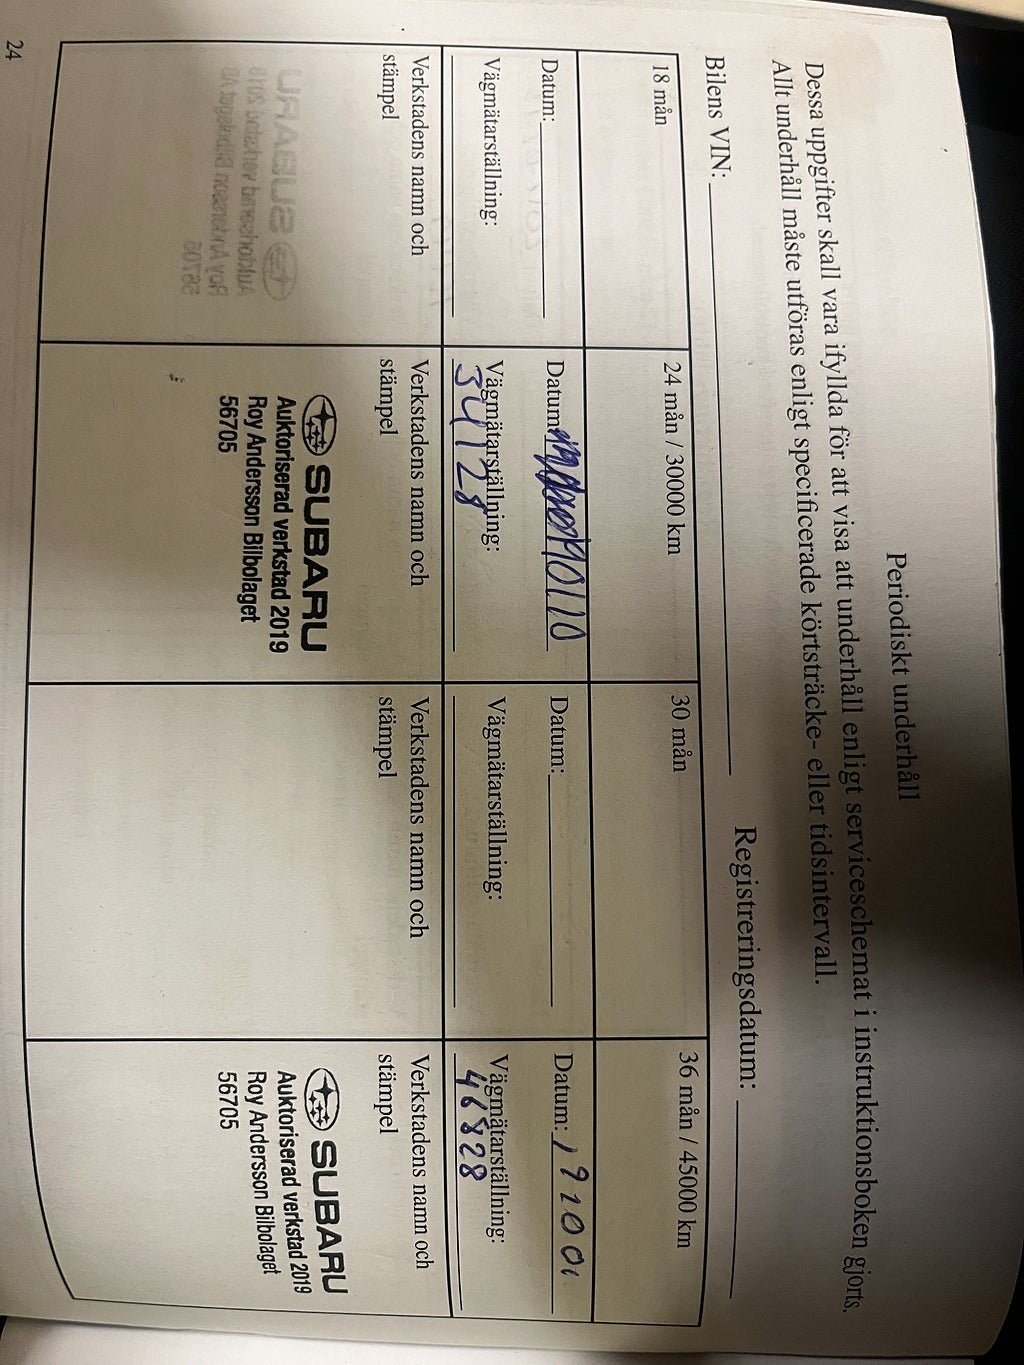 Periodiskt underhåll
Dessa uppgifter skall vara ifyllda för att visa att underhåll enligt serviceschemat i instruktionsboken gjorts.
Allt underhåll måste utföras enligt specificerade körtsträcke- eller tidsintervall.
Bilens VIN: Registreringsdatum:
18 mån
24 mån / 30000 km
30 mån
36 mån / 45000 km
Datum:
Vägmätarställning:
Verkstadens namn och
stämpel
Datum: 190110
Vägmätarställning:
34128
Verkstadens namn och
stämpel
SUBARU
Auktoriserad verkstad 2019
Roy Andersson Bilbolaget
56705
Datum:
Vägmätarställning:
Verkstadens namn och
stämpel
Datum: 191001
Vägmätarställning:
46828
Verkstadens namn och
stämpel
SUBARU
Auktoriserad verkstad 2019
Roy Andersson Bilbolaget
56705
24